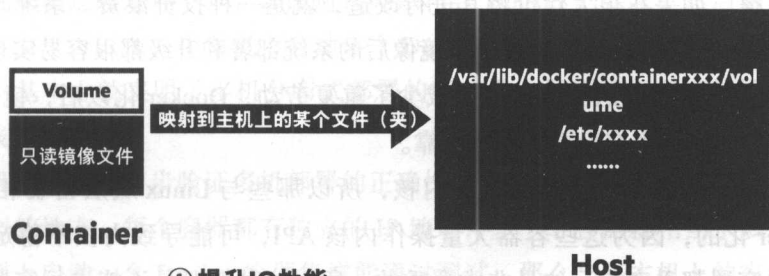 Volume
只读镜像文件
Container
映射到主机上的某个文件（夹）
/var/lib/docker/containerxxx/vol
ume
/etc/xxxx
……
Host